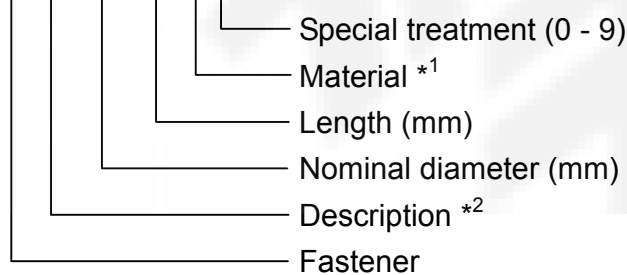 Special treatment (0 - 9)
Material *1
Length (mm)
Nominal diameter (mm)
Description *2
Fastener